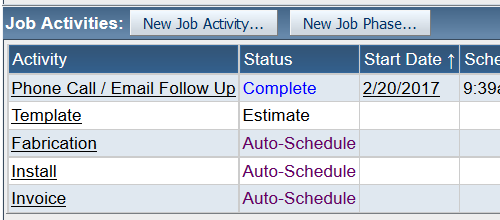 Job Activities: New Job Activity... New Job Phase...
Activity Status Start Date ↑ Sche
Phone Call / Email Follow Up Complete 2/20/2017 9:39a
Template Estimate
Fabrication Auto-Schedule
Install Auto-Schedule
Invoice Auto-Schedule